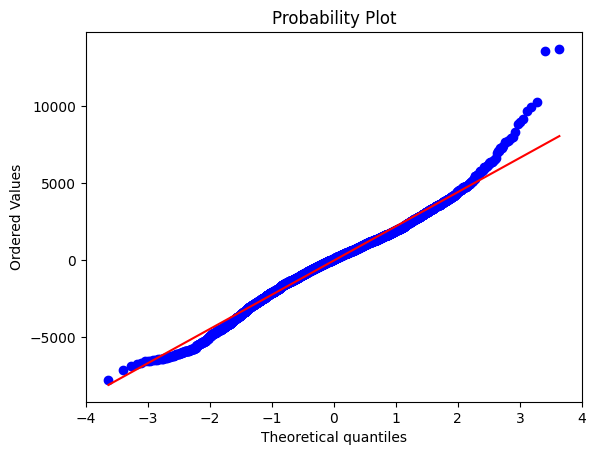 Probability Plot
Ordered Values
10000
5000
0
−5000
−4 −3 −2 −1 0 1 2 3 4
Theoretical quantiles